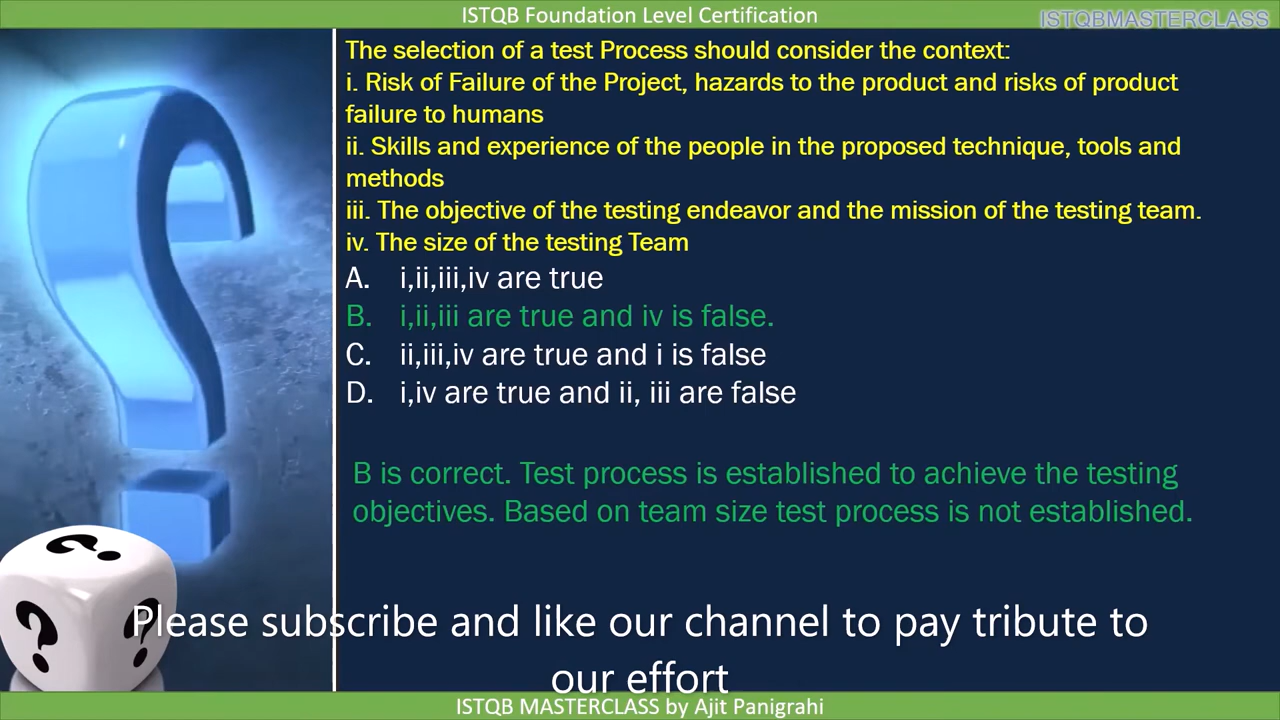 ISTQB Foundation Level Certification
ISTQBMASTERCLASS
The selection of a test Process should consider the context:
i. Risk of Failure of the Project, hazards to the product and risks of product
failure to humans
ii. Skills and experience of the people in the proposed technique, tools and
methods
iii. The objective of the testing endeavor and the mission of the testing team.
iv. The size of the testing Team
A. i,ii,iii,iv are true
B. i,ii,iii are true and iv is false.
C. ii,iii,iv are true and i is false
D. i,iv are true and ii, iii are false
B is correct. Test process is established to achieve the testing
objectives. Based on team size test process is not established.
Please subscribe and like our channel to pay tribute to
our effort
ISTQB MASTERCLASS by Ajit Panigrahi